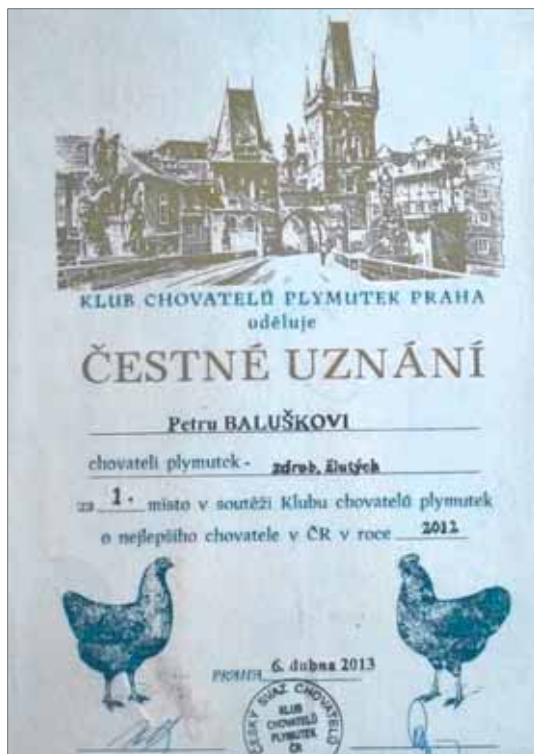 KLUB CHOVATELŮ PLYMUTEK PRAHA
uděluje
ČESTNÉ UZNÁNÍ
Petru BALUŠKOVI
chovateli plymutek - zdrob. žlutých
za 1. místo v soutěži Klubu chovatelů plymutek
o nejlepšího chovatele v ČR v roce 2012
PRAHA 6. dubna 2013
ČESKÝ SVAZ CHOVATELŮ
KLUB
CHOVATELŮ
PLYMUTEK
ČR